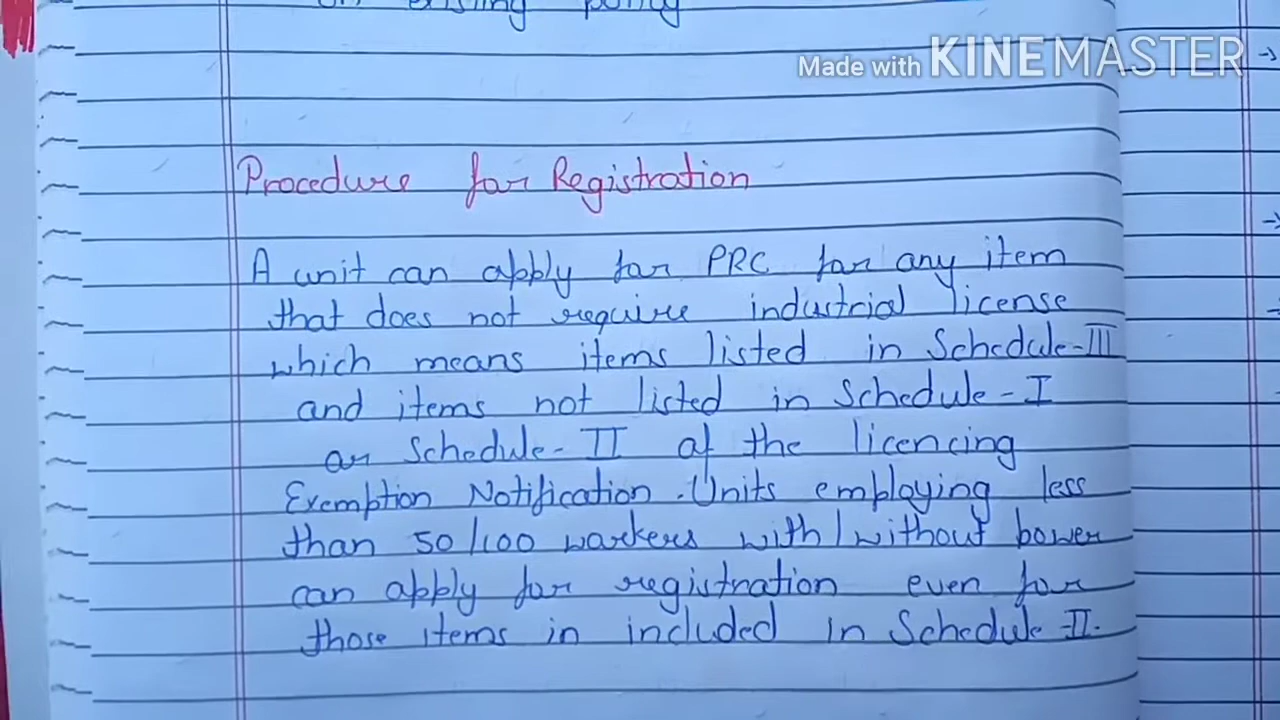 on existing policy
Made with KINEMASTER
Procedure for Registration
A unit can apply for PRC for any item
that does not require industrial license
which means items listed in Schedule-III
and items not listed in Schedule-I
or Schedule-II of the licencing
Exemption Notification. Units employing less
than 50/100 workers with/without power
can apply for registration even for
those items in included in Schedule-II.